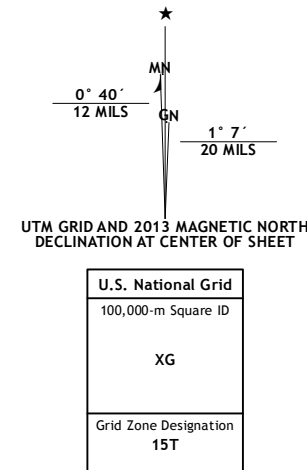 ★
MN
0° 40´
12 MILS
GN
1° 7´
20 MILS
UTM GRID AND 2013 MAGNETIC NORTH
DECLINATION AT CENTER OF SHEET
U.S. National Grid
100,000-m Square ID
XG
Grid Zone Designation
15T